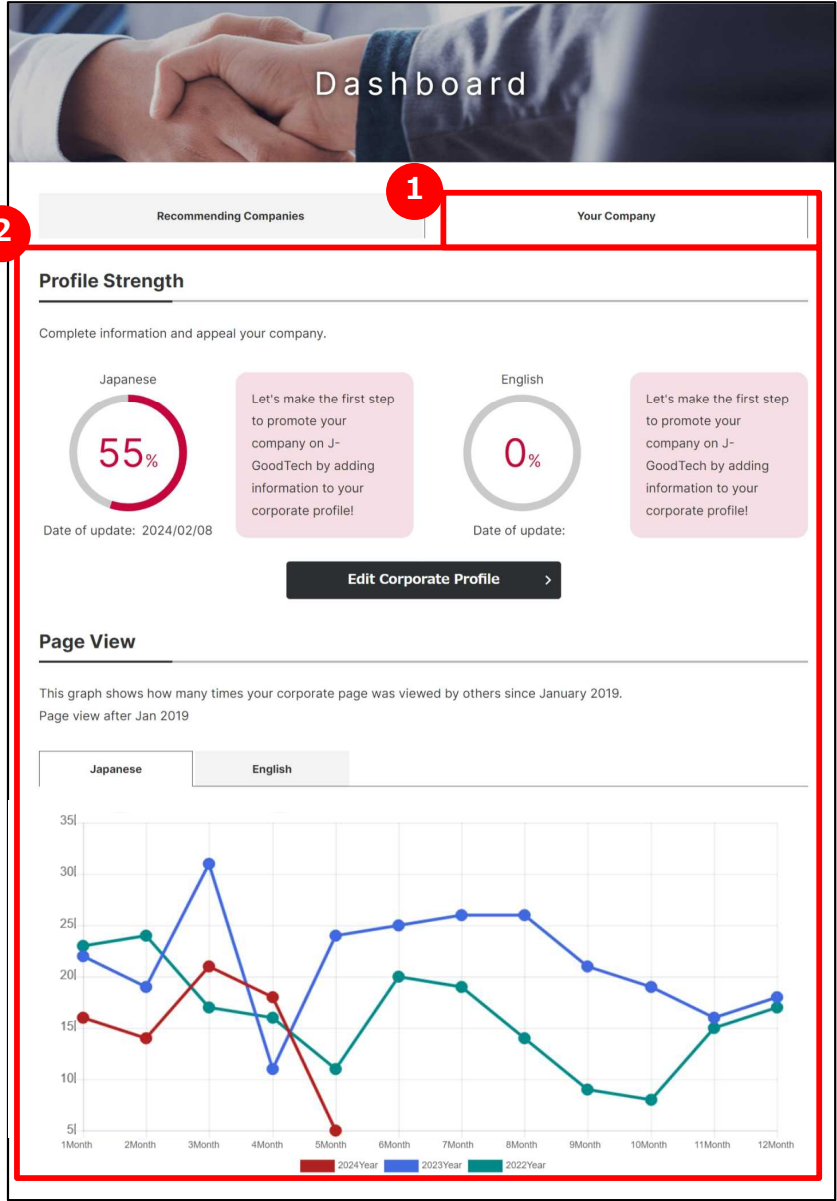 Dashboard
1
Recommending Companies
Your Company
2
Profile Strength
Complete information and appeal your company.
Japanese
55%
Date of update: 2024/02/08
Let's make the first step
to promote your
company on J-
GoodTech by adding
information to your
corporate profile!
English
0%
Date of update:
Let's make the first step
to promote your
company on J-
GoodTech by adding
information to your
corporate profile!
Edit Corporate Profile >
Page View
This graph shows how many times your corporate page was viewed by others since January 2019.
Page view after Jan 2019
Japanese
English
35
30
25
20
15
10
5
1Month 2Month 3Month 4Month 5Month 6Month 7Month 8Month 9Month 10Month 11Month 12Month
2024Year 2023Year 2022Year